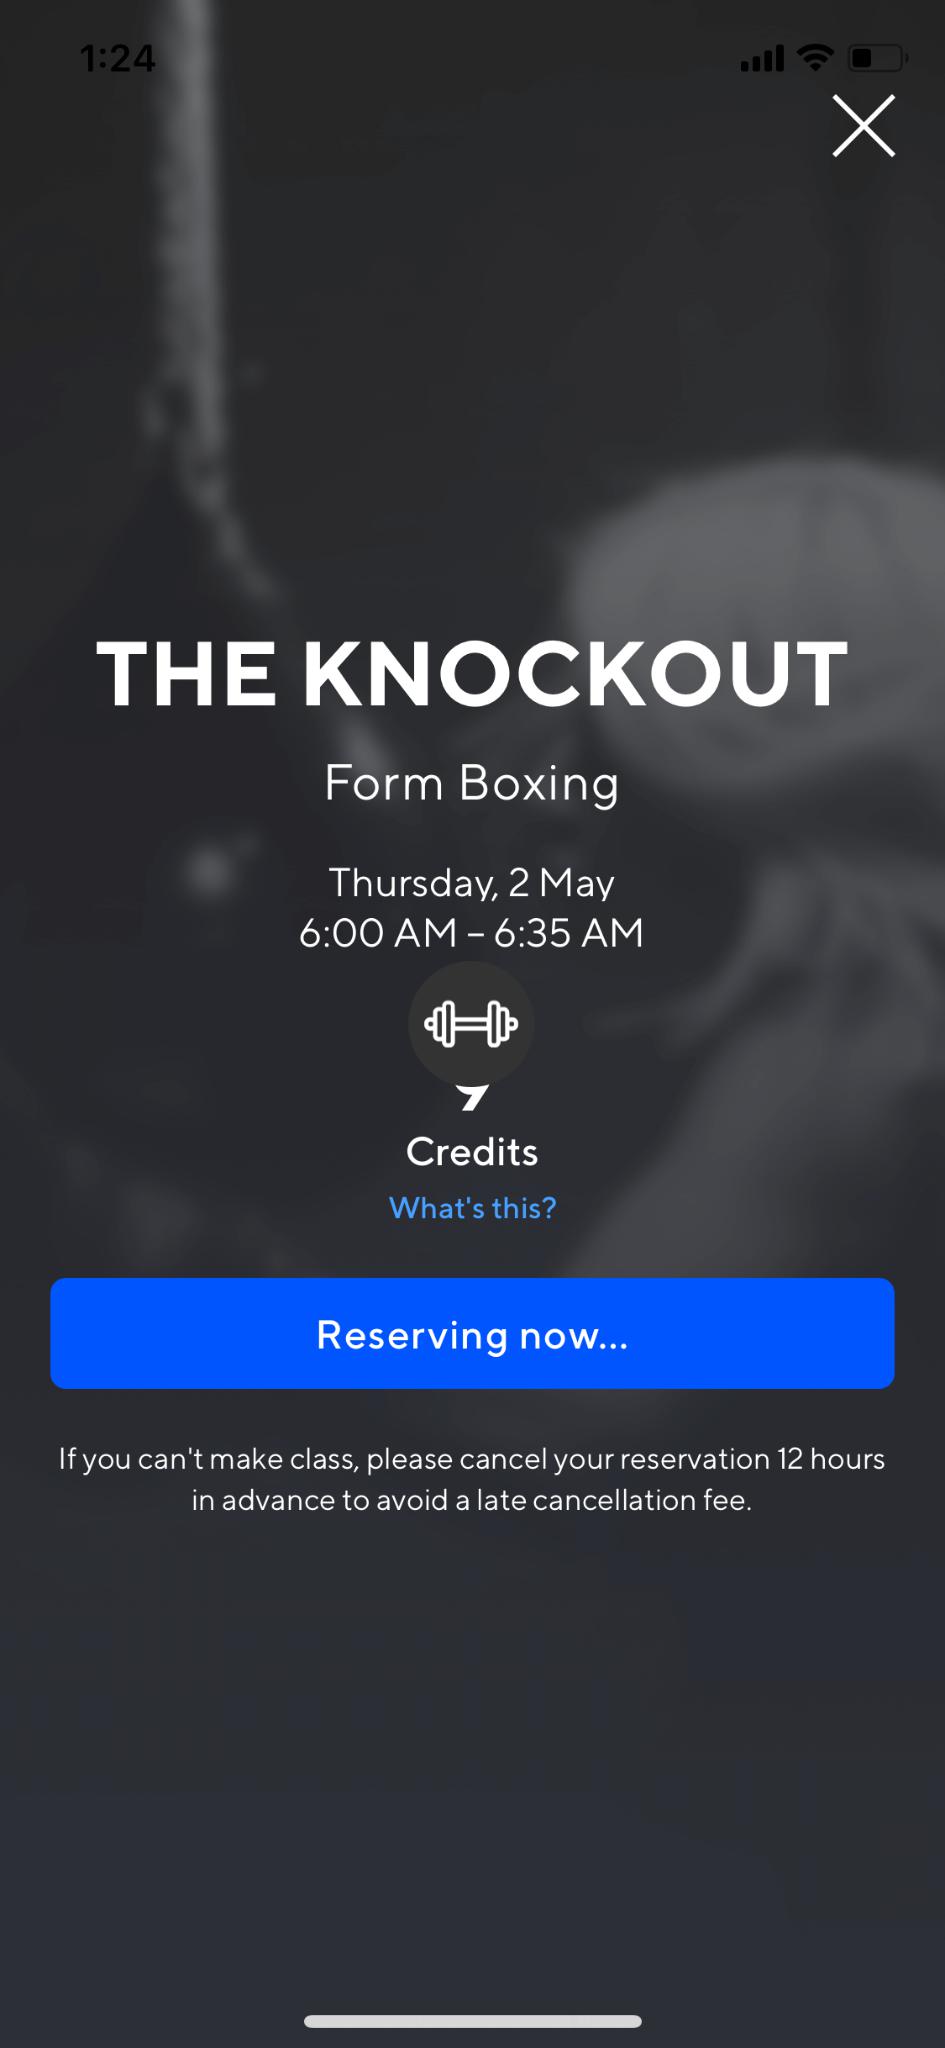 1:24
THE KNOCKOUT
Form Boxing
Thursday, 2 May
6:00 AM – 6:35 AM
Credits
What's this?
Reserving now...
If you can't make class, please cancel your reservation 12 hours
in advance to avoid a late cancellation fee.